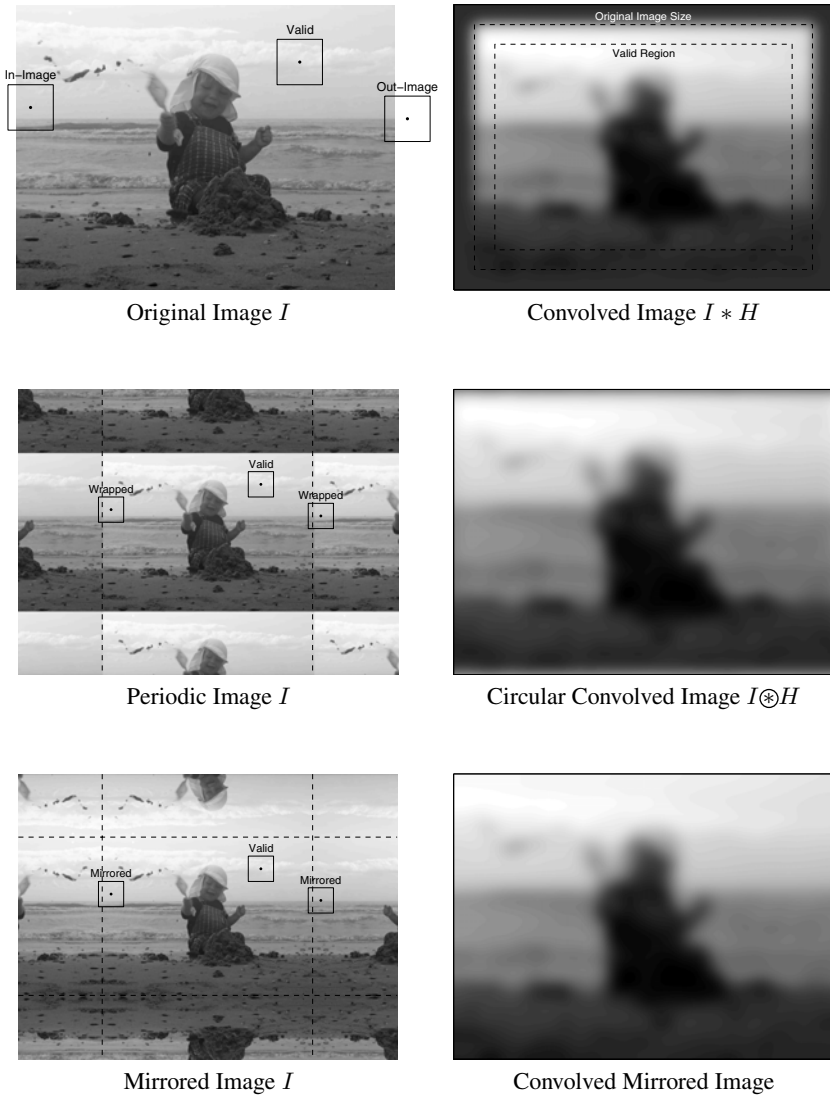 Valid
In−Image
Out−Image
Original Image I
Original Image Size
Valid Region
Convolved Image I ∗ H
Valid
Wrapped
Wrapped
Periodic Image I
Circular Convolved Image I⊛H
Valid
Mirrored
Mirrored
Mirrored Image I
Convolved Mirrored Image